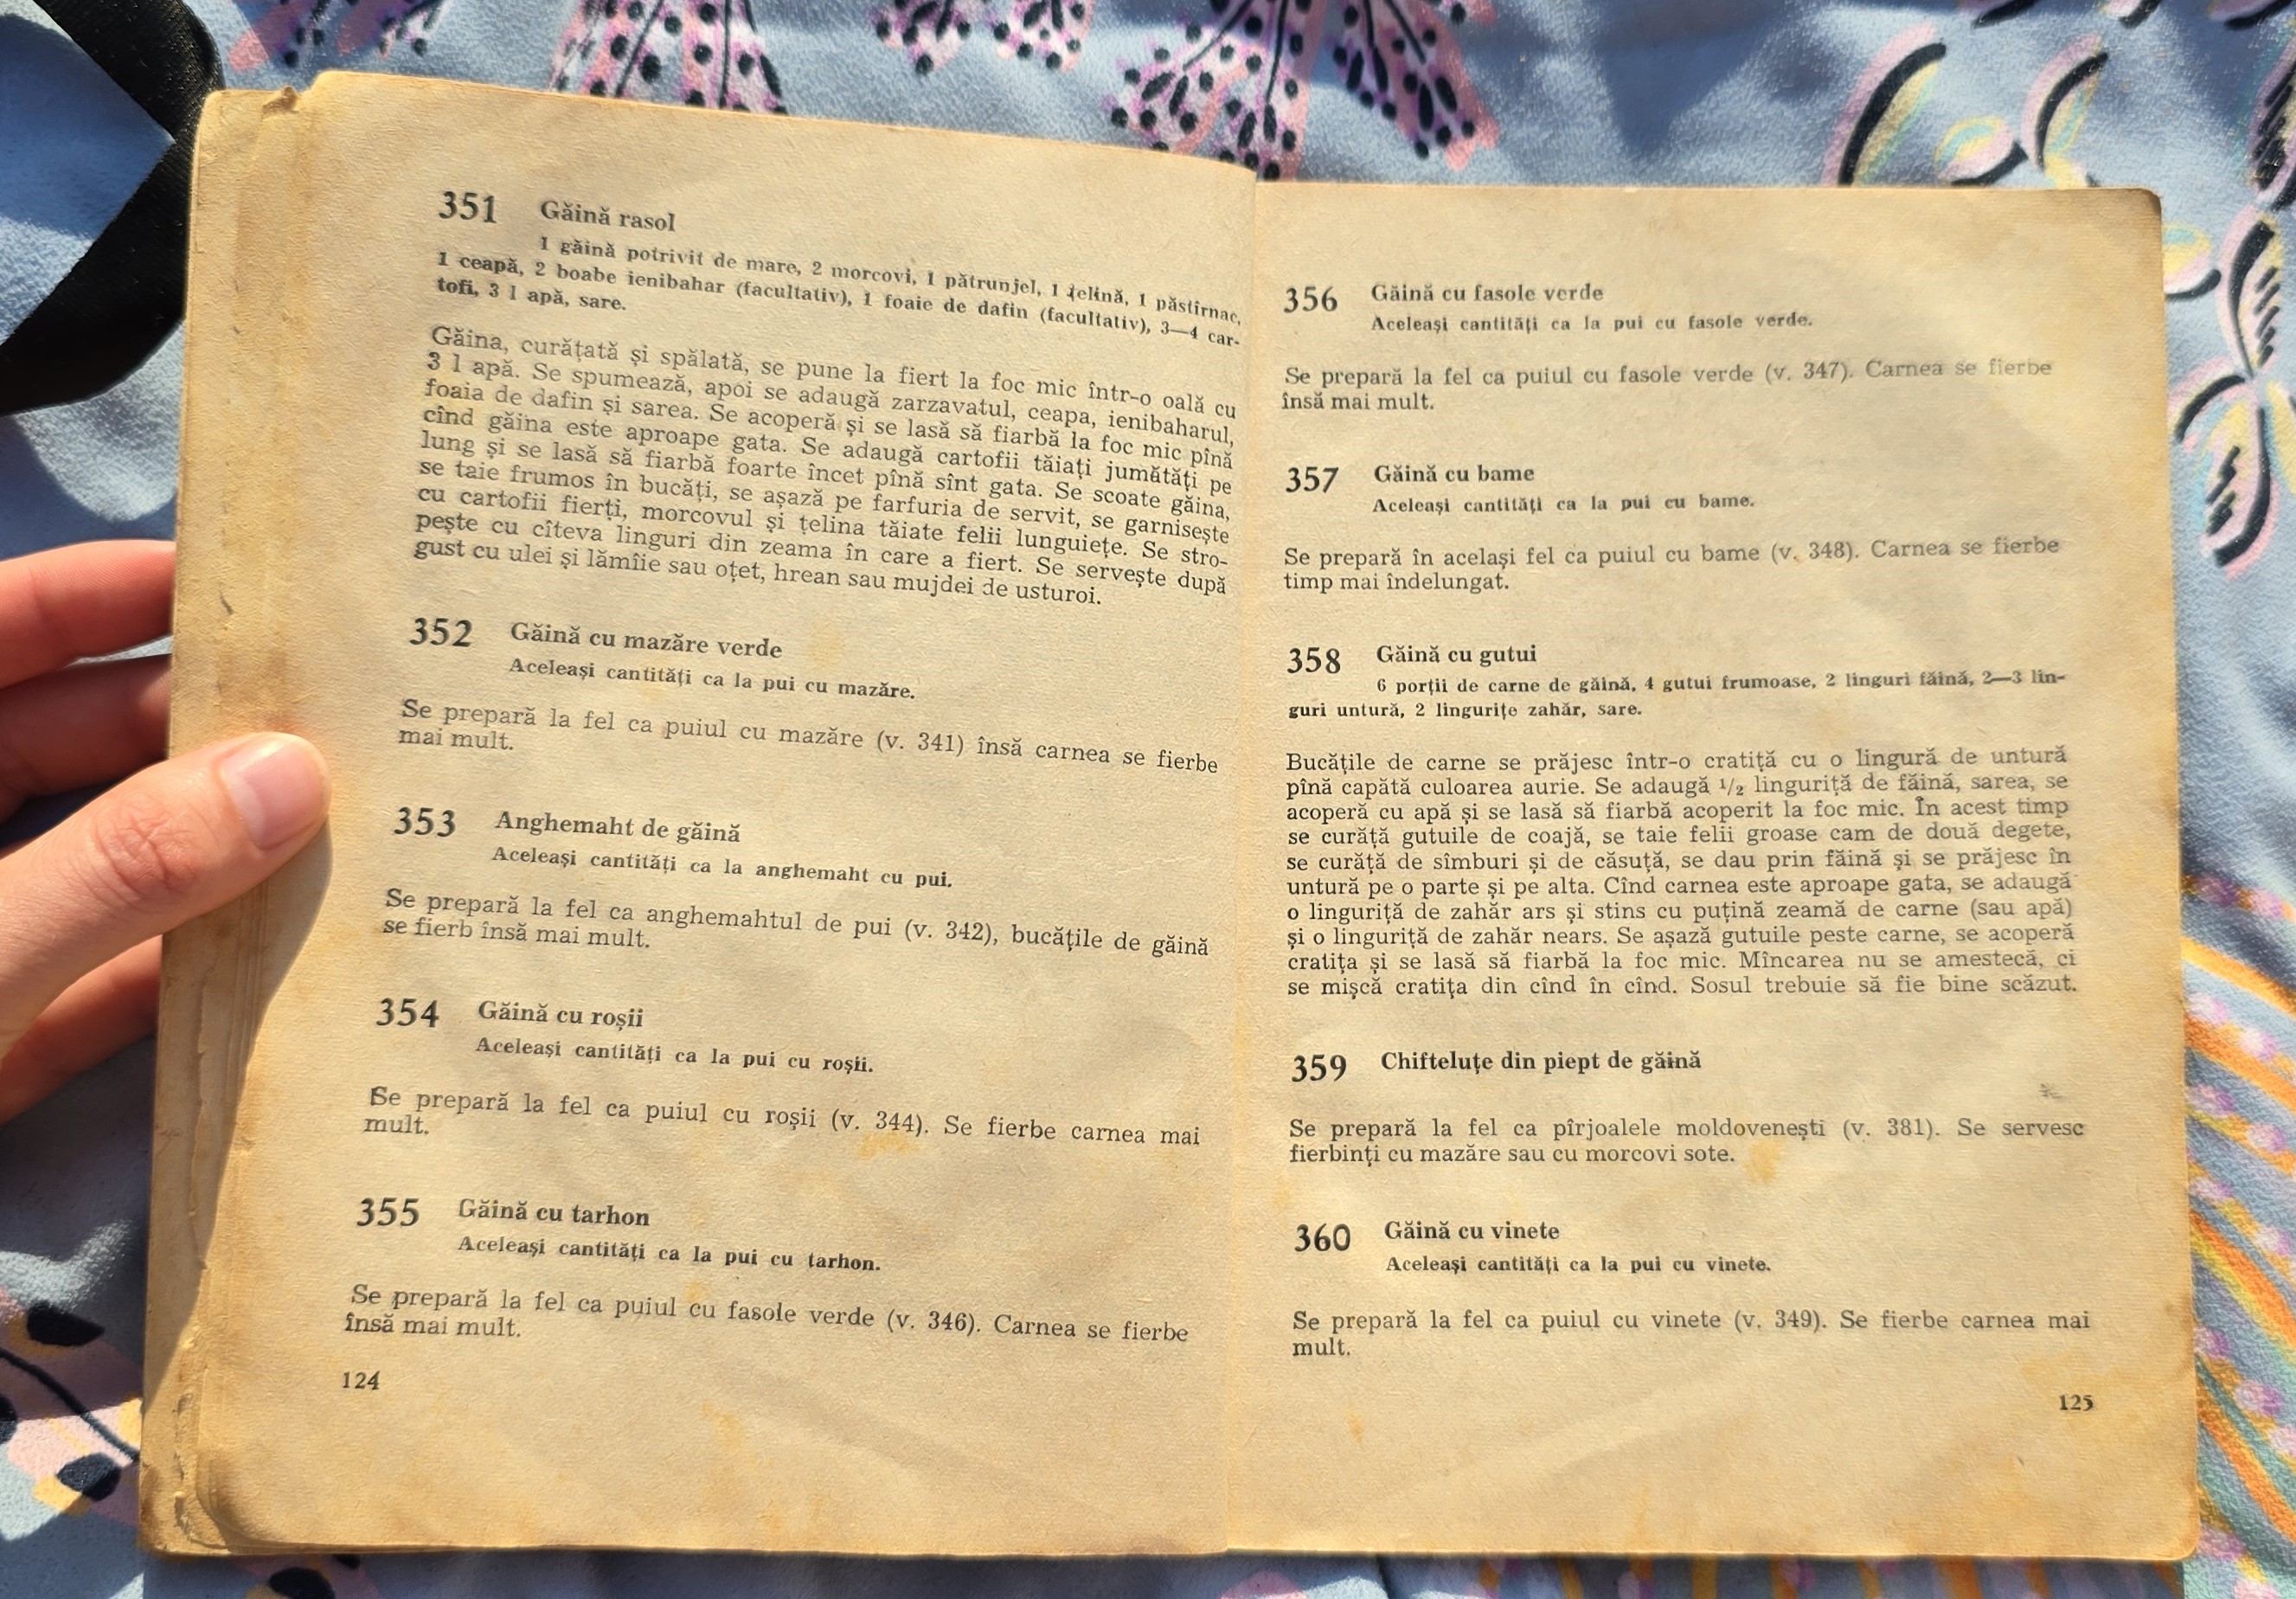 351 Găină rasol
1 găină potrivit de mare, 2 morcovi, 1 pătrunjel, 1 țelină, 1 păstîrnac,
1 ceapă, 2 boabe ienibahar (facultativ), 1 foaie de dafin (facultativ), 3—4 car-
tofi, 3 l apă, sare.
Găina, curățată și spălată, se pune la fiert la foc mic într-o oală cu
3 l apă. Se spumează, apoi se adaugă zarzavatul, ceapa, ienibaharul,
foaia de dafin și sarea. Se acoperă și se lasă să fiarbă la foc mic pînă
cînd găina este aproape gata. Se adaugă cartofii tăiați jumătăți pe
lung și se lasă să fiarbă foarte încet pînă sînt gata. Se scoate găina,
se taie frumos în bucăți, se așază pe farfuria de servit, se garnisește
cu cartofii fierți, morcovul și țelina tăiate felii lunguiețe. Se stro-
pește cu cîteva linguri din zeama în care a fiert. Se servește după
gust cu ulei și lămîie sau oțet, hrean sau mujdei de usturoi.
352 Găină cu mazăre verde
Aceleași cantități ca la pui cu mazăre.
Se prepară la fel ca puiul cu mazăre (v. 341) însă carnea se fierbe
mai mult.
353 Anghemaht de găină
Aceleași cantități ca la anghemaht cu pui.
Se prepară la fel ca anghemahtul de pui (v. 342), bucățile de găină
se fierb însă mai mult.
354 Găină cu roșii
Aceleași cantități ca la pui cu roșii.
Se prepară la fel ca puiul cu roșii (v. 344). Se fierbe carnea mai
mult.
355 Găină cu tarhon
Aceleași cantități ca la pui cu tarhon.
Se prepară la fel ca puiul cu fasole verde (v. 346). Carnea se fierbe
însă mai mult.
124
356 Găină cu fasole verde
Aceleași cantități ca la pui cu fasole verde.
Se prepară la fel ca puiul cu fasole verde (v. 347). Carnea se fierbe
însă mai mult.
357 Găină cu bame
Aceleași cantități ca la pui cu bame.
Se prepară în același fel ca puiul cu bame (v. 348). Carnea se fierbe
timp mai îndelungat.
358 Găină cu gutui
6 porții de carne de găină, 4 gutui frumoase, 2 linguri făină, 2—3 lin-
guri untură, 2 lingurițe zahăr, sare.
Bucățile de carne se prăjesc într-o cratiță cu o lingură de untură
pînă capătă culoarea aurie. Se adaugă 1/2 linguriță de făină, sarea, se
acoperă cu apă și se lasă să fiarbă acoperit la foc mic. În acest timp
se curăță gutuile de coajă, se taie felii groase cam de două degete,
se curăță de sîmburi și de căsuță, se dau prin făină și se prăjesc în
untură pe o parte și pe alta. Cînd carnea este aproape gata, se adaugă
o linguriță de zahăr ars și stins cu puțină zeamă de carne (sau apă)
și o linguriță de zahăr nears. Se așază gutuile peste carne, se acoperă
cratița și se lasă să fiarbă la foc mic. Mîncarea nu se amestecă, ci
se mișcă cratița din cînd în cînd. Sosul trebuie să fie bine scăzut.
359 Chifteluțe din piept de găină
Se prepară la fel ca pîrjoalele moldovenești (v. 381). Se servesc
fierbinți cu mazăre sau cu morcovi sote.
360 Găină cu vinete
Aceleași cantități ca la pui cu vinete.
Se prepară la fel ca puiul cu vinete (v. 349). Se fierbe carnea mai
mult.
125